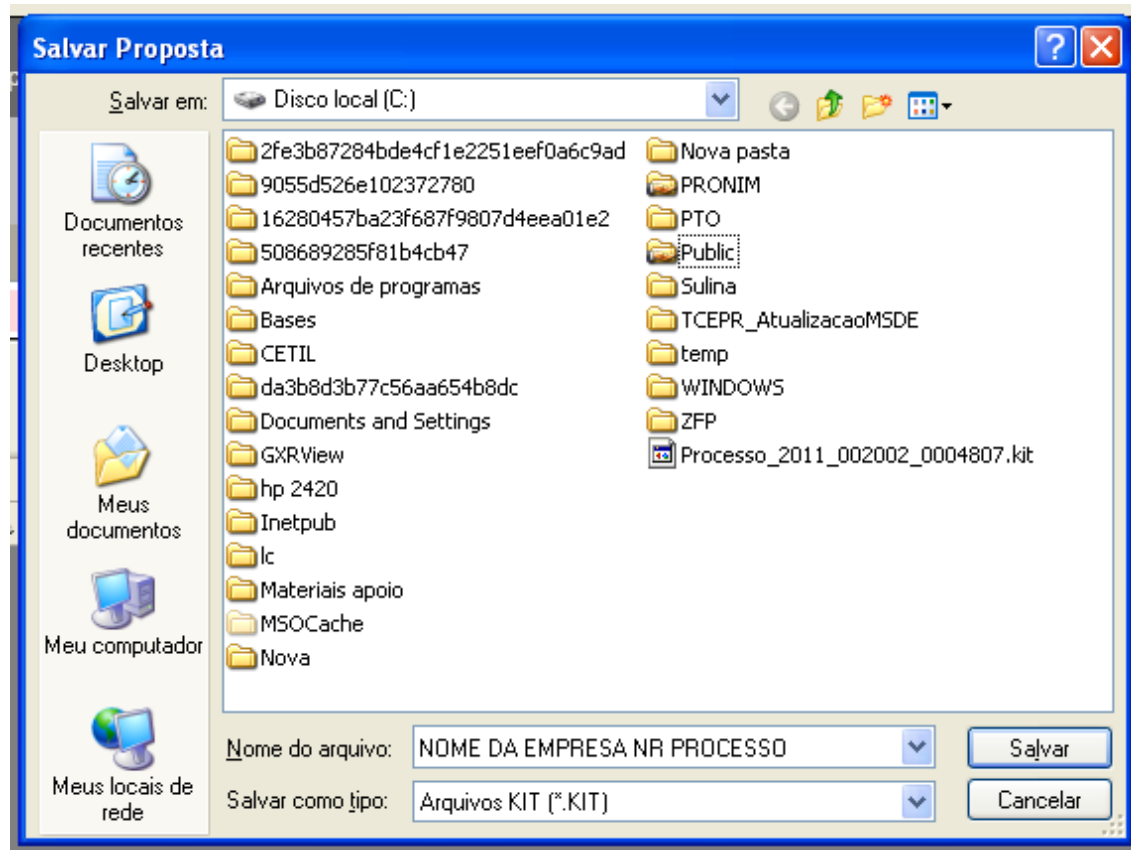 Salvar Proposta
Salvar em:
Disco local (C:)
Documentos
recentes
Desktop
Meus
documentos
Meu computador
Meus locais de
rede
2fe3b87284bde4cf1e2251eef0a6c9ad
9055d526e102372780
16280457ba23f687f9807d4eea01e2
508689285f81b4cb47
Arquivos de programas
Bases
CETIL
da3b8d3b77c56aa654b8dc
Documents and Settings
GXRView
hp 2420
Inetpub
lc
Materiais apoio
MSOCache
Nova
Nova pasta
PRONIM
PTO
Public
Sulina
TCEPR_AtualizacaoMSDE
temp
WINDOWS
ZFP
Processo_2011_002002_0004807.kit
Nome do arquivo:
NOME DA EMPRESA NR PROCESSO
Salvar
Salvar como tipo:
Arquivos KIT (*.KIT)
Cancelar